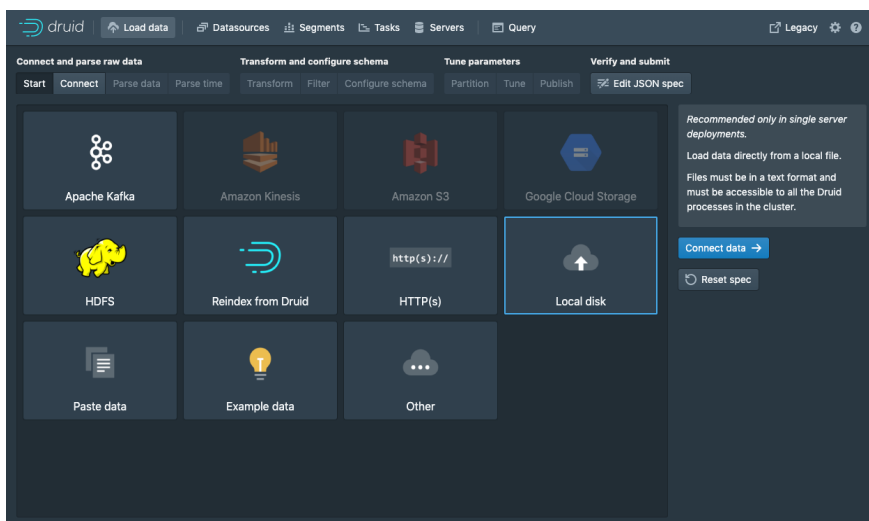 druid Load data Datasources Segments Tasks Servers Query Legacy
Connect and parse raw data Transform and configure schema Tune parameters Verify and submit
Start Connect Parse data Parse time Transform Filter Configure schema Partition Tune Publish Edit JSON spec
Apache Kafka
Amazon Kinesis
Amazon S3
Google Cloud Storage
HDFS
Reindex from Druid
http(s)://
HTTP(s)
Local disk
Paste data
Example data
Other
Recommended only in single server
deployments.
Load data directly from a local file.
Files must be in a text format and
must be accessible to all the Druid
processes in the cluster.
Connect data
Reset spec